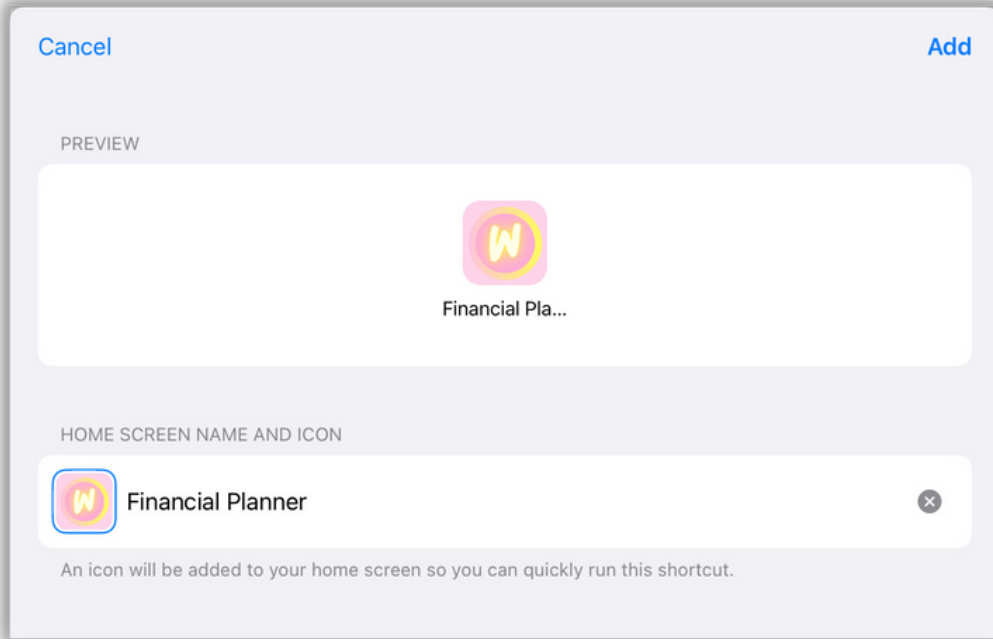 Cancel
Add
PREVIEW
W
Financial Pla...
HOME SCREEN NAME AND ICON
W
Financial Planner
An icon will be added to your home screen so you can quickly run this shortcut.